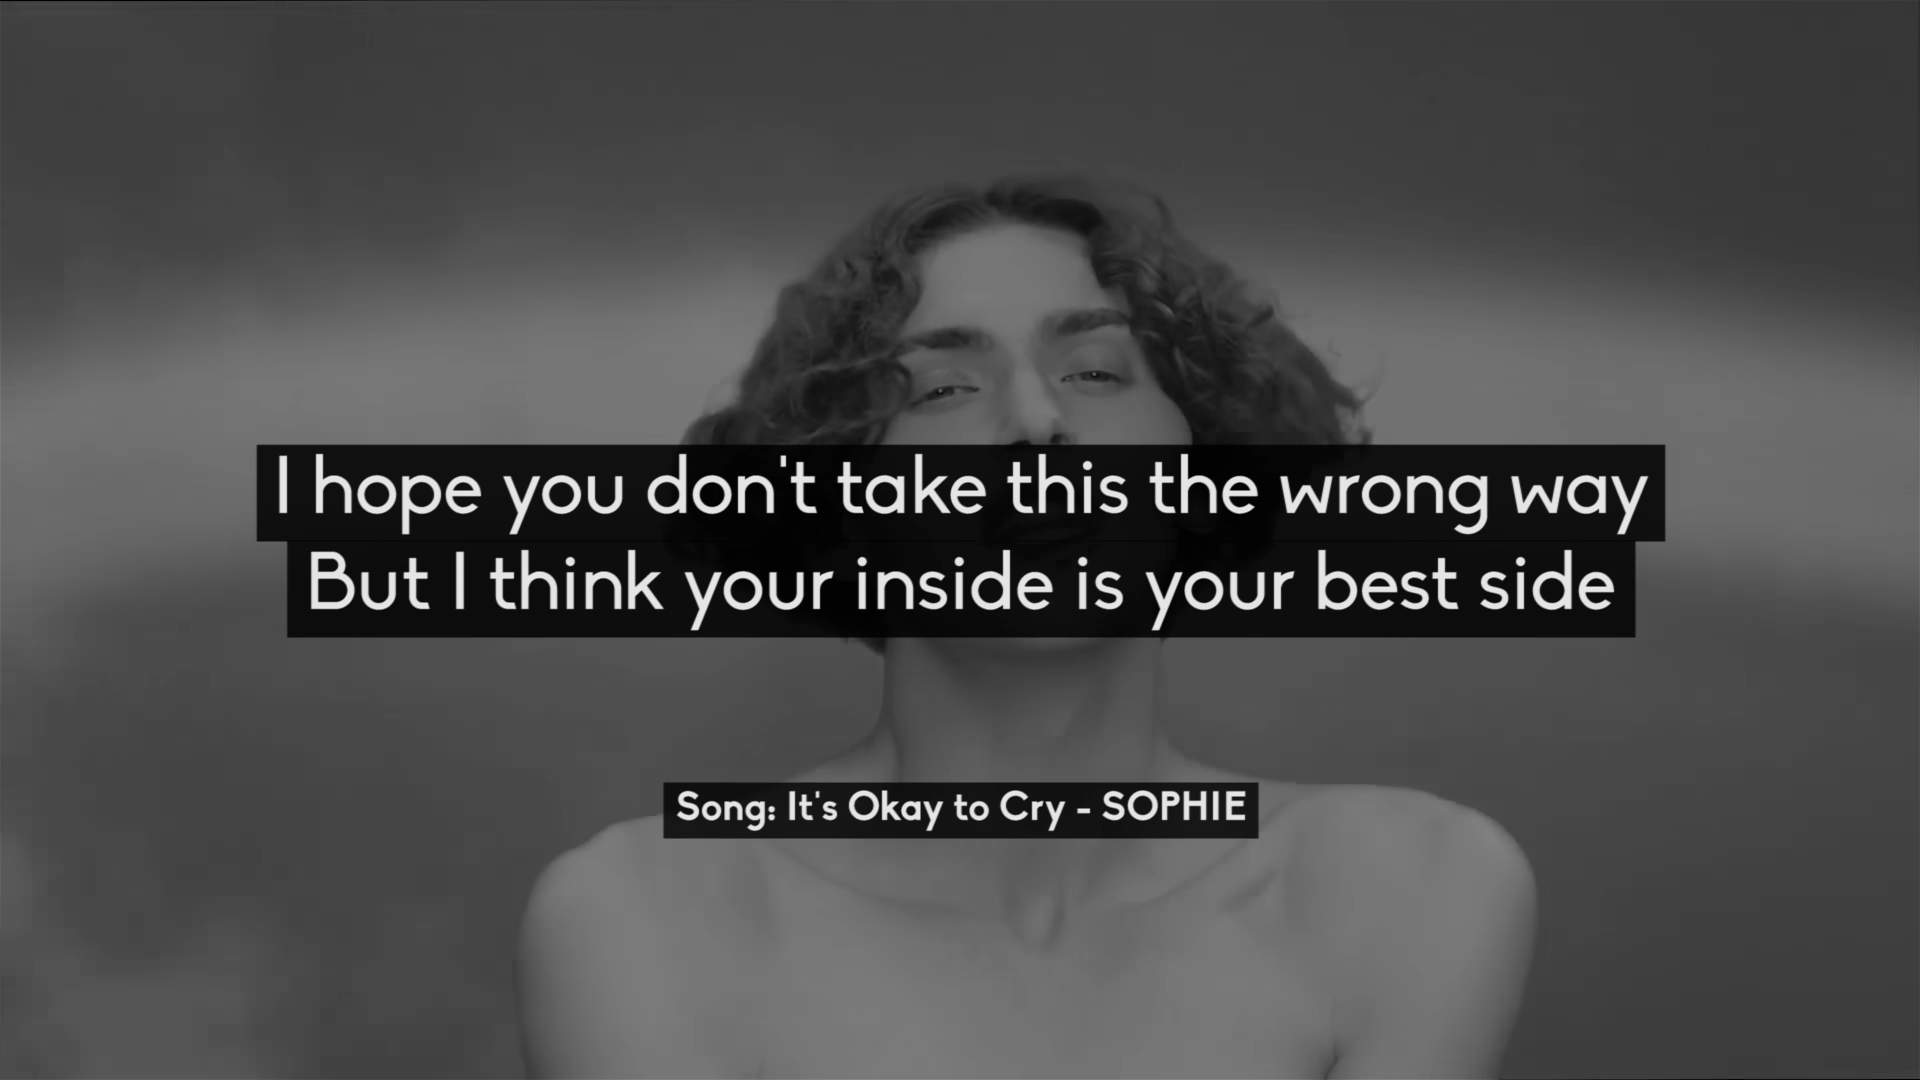 I hope you don't take this the wrong way
But I think your inside is your best side
Song: It's Okay to Cry - SOPHIE